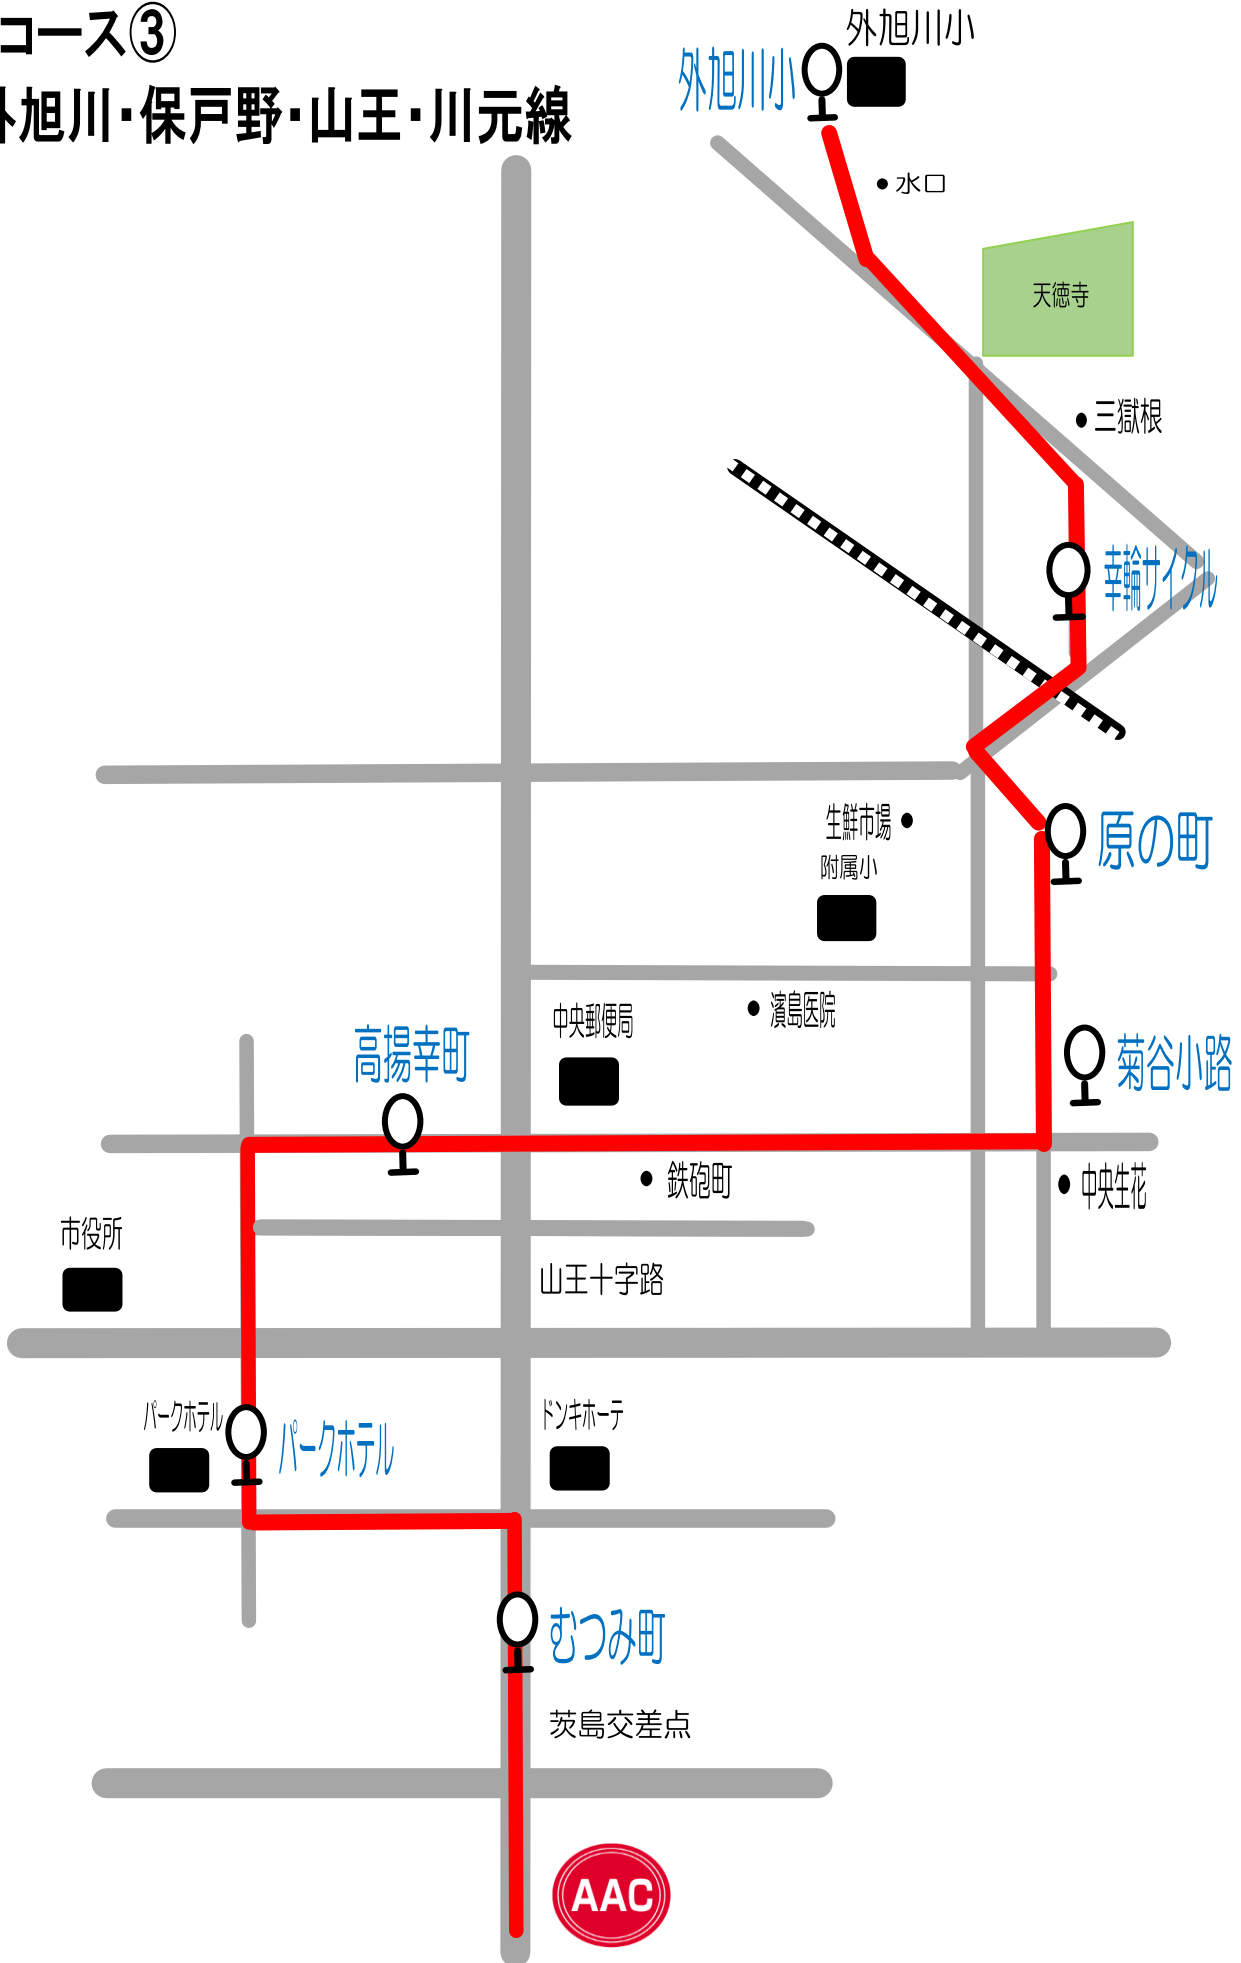 コース③
外旭川・保戸野・山王・川元線
外旭川小
外旭川小
水口
天徳寺
三獄根
幸輪サイクル
生鮮市場
原の町
附属小
濱島医院
中央郵便局
高揚幸町
菊谷小路
鉄砲町
中央生花
市役所
山王十字路
パークホテル
ドンキホーテ
パークホテル
むつみ町
茨島交差点
AAC